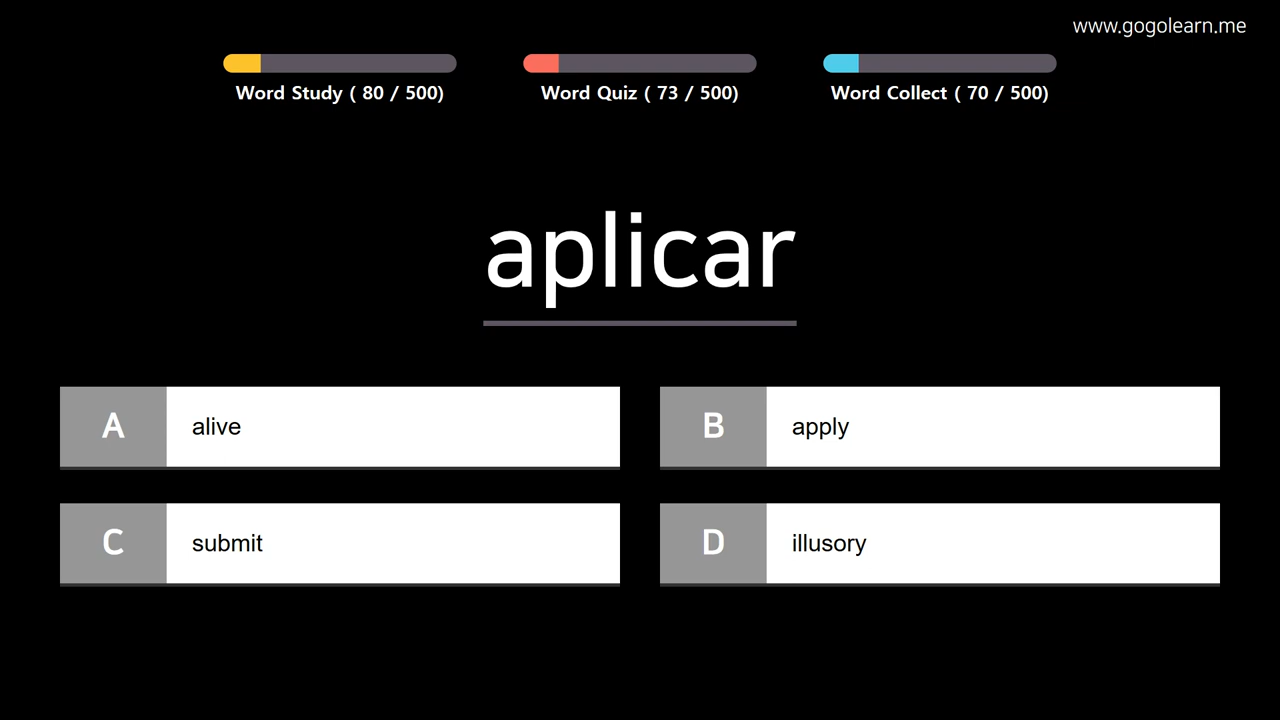 www.gogolearn.me
Word Study ( 80 / 500)
Word Quiz ( 73 / 500)
Word Collect ( 70 / 500)
aplicar
A alive
B apply
C submit
D illusory